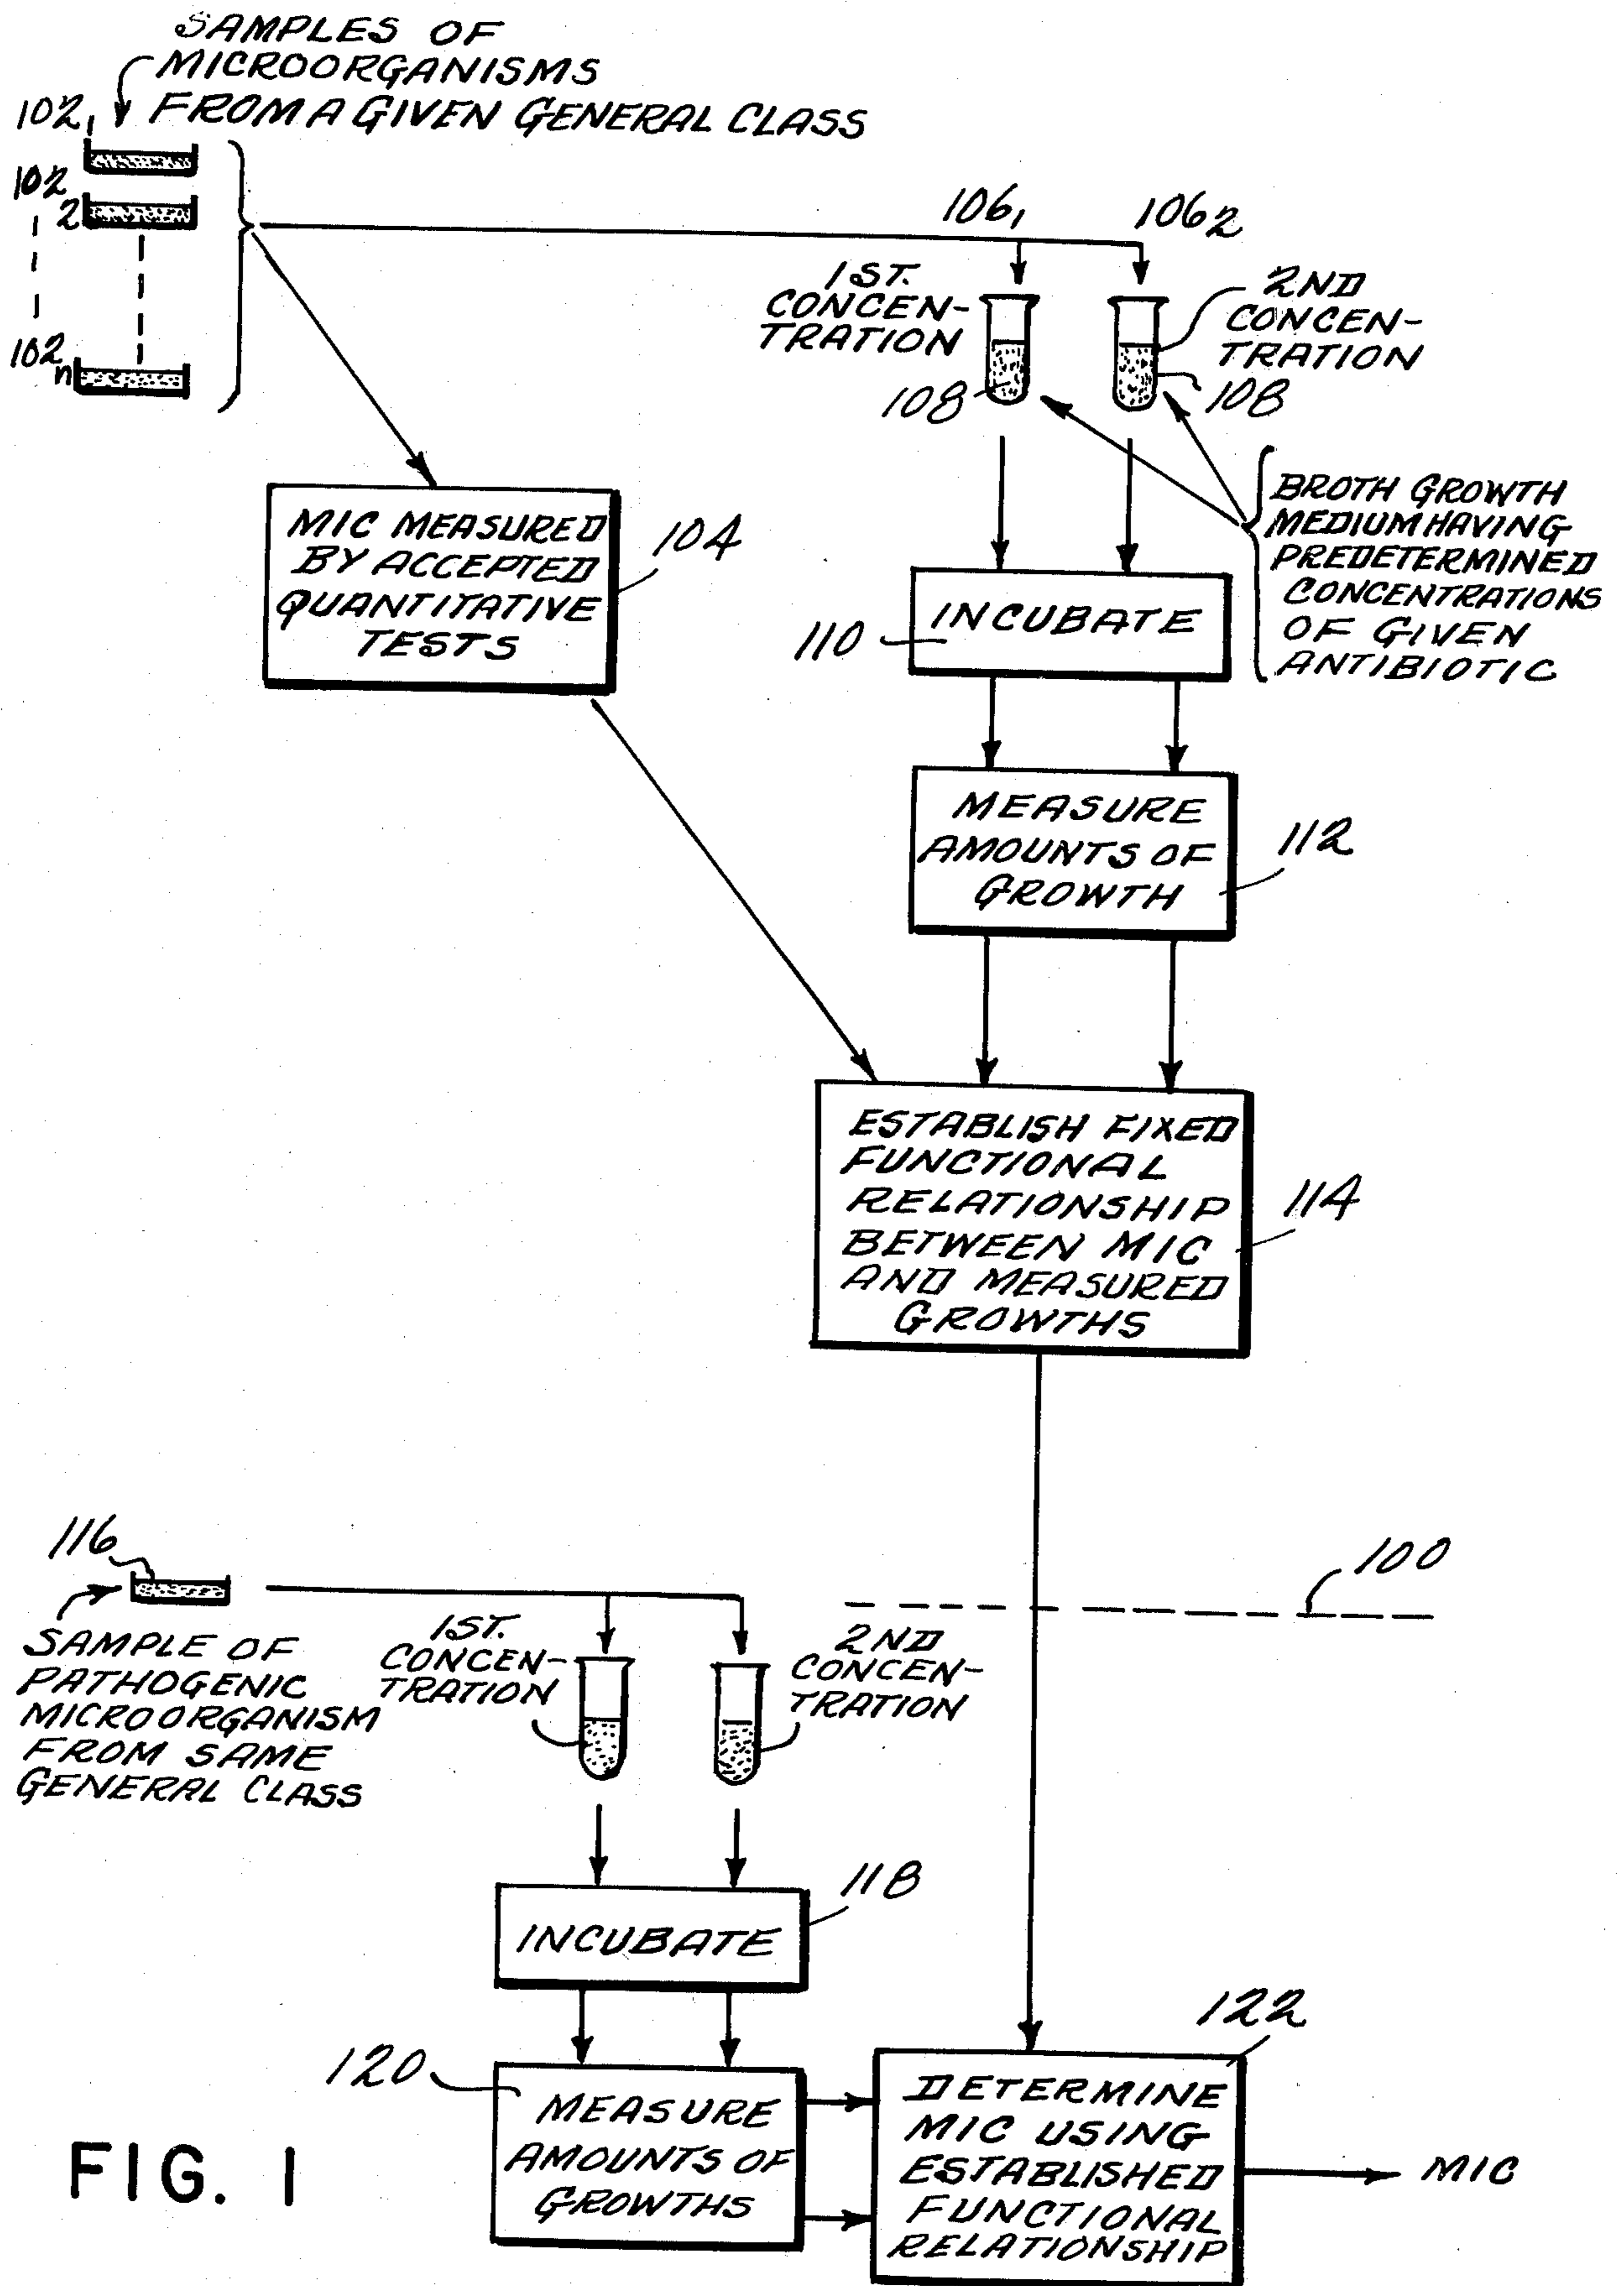 SAMPLES OF
MICROORGANISMS
FROM A GIVEN GENERAL CLASS
102₁
102₂
102ₙ
106₁
106₂
1ST.
CONCEN-
TRATION
108
2ND
CONCEN-
TRATION
108
BROTH GROWTH
MEDIUM HAVING
PREDETERMINED
CONCENTRATIONS
OF GIVEN
ANTIBIOTIC
MIC MEASURED
BY ACCEPTED
QUANTITATIVE
TESTS
104
INCUBATE
110
MEASURE
AMOUNTS OF
GROWTH
112
ESTABLISH FIXED
FUNCTIONAL
RELATIONSHIP
BETWEEN MIC
AND MEASURED
GROWTHS
114
100
116
SAMPLE OF
PATHOGENIC
MICROORGANISM
FROM SAME
GENERAL CLASS
1ST.
CONCEN-
TRATION
2ND
CONCEN-
TRATION
INCUBATE
118
120
MEASURE
AMOUNTS OF
GROWTHS
122
DETERMINE
MIC USING
ESTABLISHED
FUNCTIONAL
RELATIONSHIP
MIC
FIG. 1